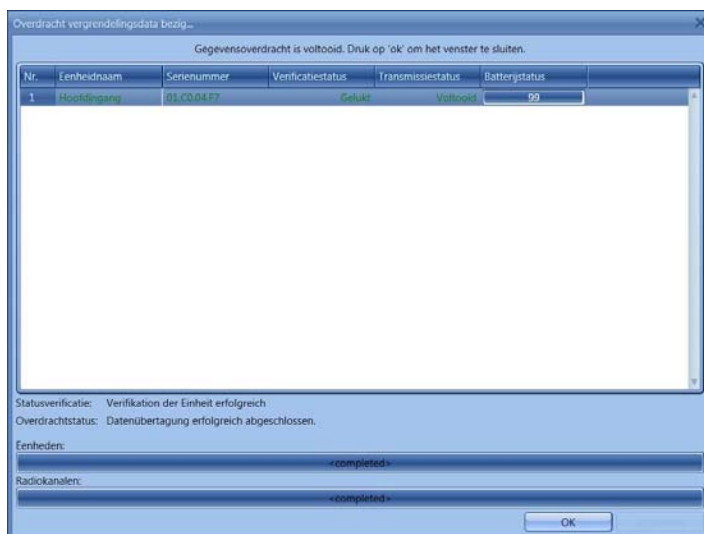 Overdracht vergrendelingsdata bezig...
Gegevensoverdracht is voltooid. Druk op 'ok' om het venster te sluiten.
Nr. Eenheidnaam Serienummer Verificatiestatus Transmissiestatus Batterijstatus
1 Hoofdingang 01.C0.04.F7 Gelukt Voltooid 99
Statusverificatie: Verifikation der Einheit erfolgreich
Overdrachtstatus: Datenübertagung erfolgreich abgeschlossen.
Eenheden:
<completed>
Radiokanalen:
<completed>
OK